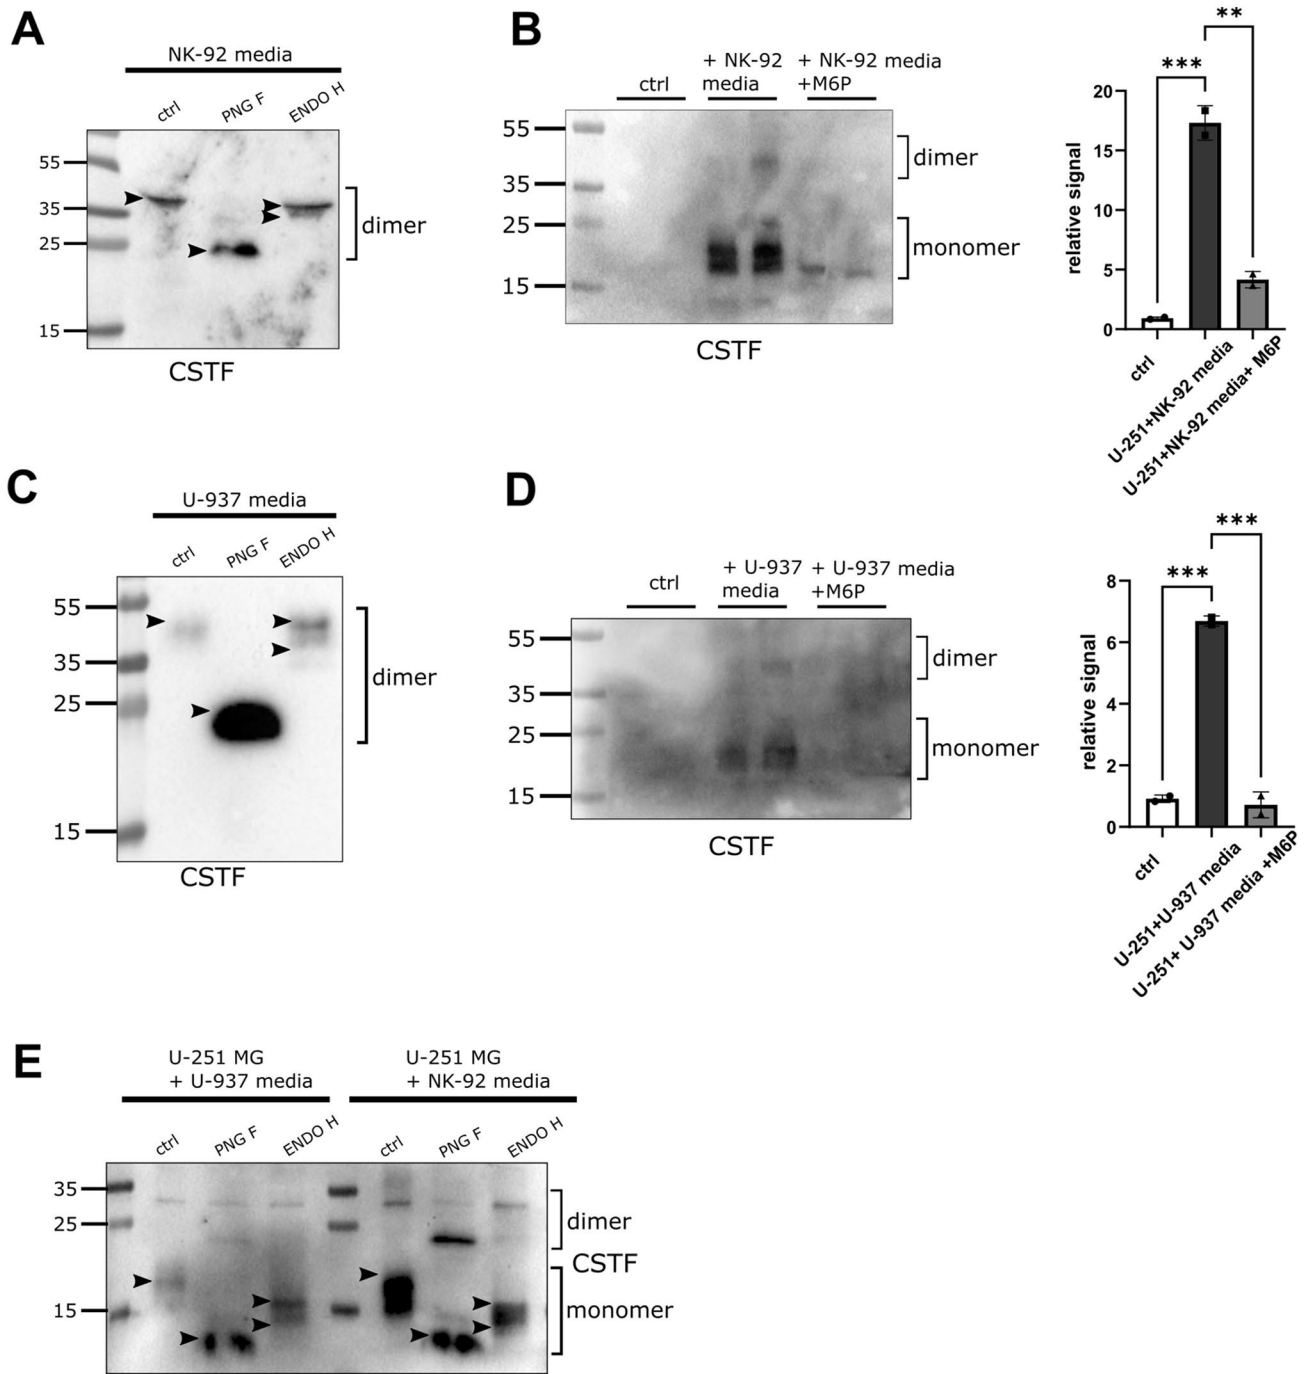 A
NK-92 media
ctrl
PNG F
ENDO H
55
35
25
15
dimer
CSTF
B
ctrl
+ NK-92
media
+ NK-92 media
+M6P
55
35
25
15
dimer
monomer
CSTF
***
**
relative signal
20
15
10
5
0
ctrl
U-251+NK-92 media
U-251+NK-92 media+ M6P
C
U-937 media
ctrl
PNG F
ENDO H
55
35
25
15
dimer
CSTF
D
ctrl
+ U-937
media
+ U-937 media
+M6P
55
35
25
15
dimer
monomer
CSTF
***
***
relative signal
8
6
4
2
0
ctrl
U-251+U-937 media
U-251+ U-937 media +M6P
E
U-251 MG
+ U-937 media
U-251 MG
+ NK-92 media
ctrl
PNG F
ENDO H
ctrl
PNG F
ENDO H
35
25
15
dimer
CSTF
monomer